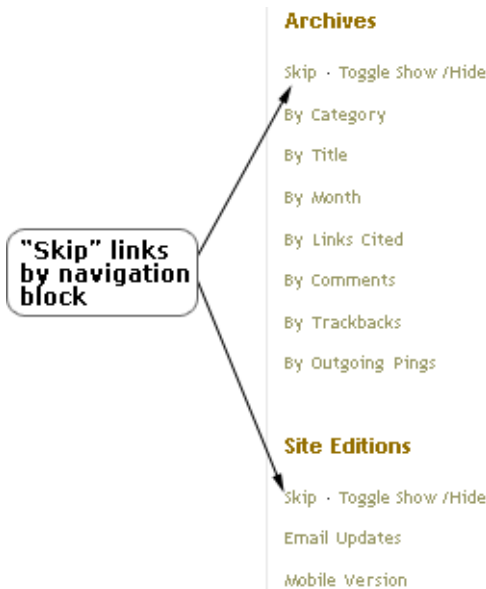 Archives
Skip · Toggle Show /Hide
By Category
By Title
By Month
By Links Cited
"Skip" links
by navigation
block
By Comments
By Trackbacks
By Outgoing Pings
Site Editions
Skip · Toggle Show /Hide
Email Updates
Mobile Version